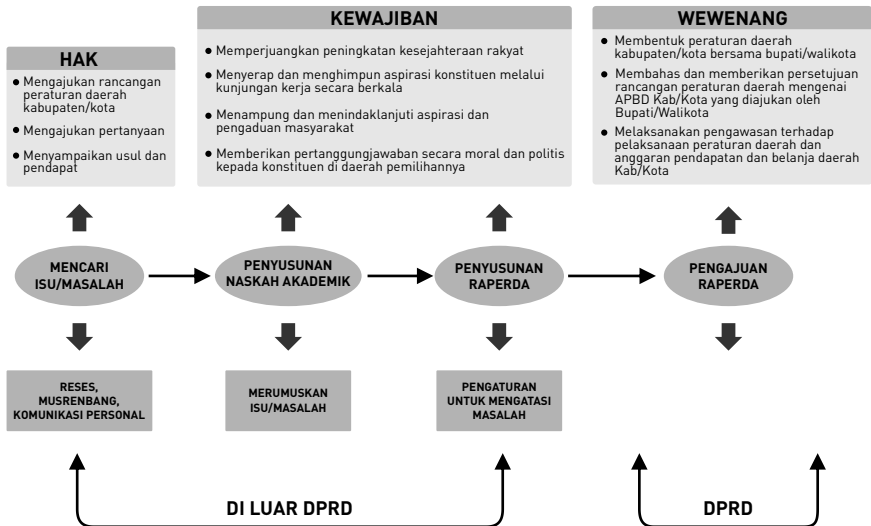 HAK
• Mengajukan rancangan
peraturan daerah
kabupaten/kota
• Mengajukan pertanyaan
• Menyampaikan usul dan
pendapat
KEWAJIBAN
• Memperjuangkan peningkatan kesejahteraan rakyat
• Menyerap dan menghimpun aspirasi konstituen melalui
kunjungan kerja secara berkala
• Menampung dan menindaklanjuti aspirasi dan
pengaduan masyarakat
• Memberikan pertanggungjawaban secara moral dan politis
kepada konstituen di daerah pemilihannya
WEWENANG
• Membentuk peraturan daerah
kabupaten/kota bersama bupati/walikota
• Membahas dan memberikan persetujuan
rancangan peraturan daerah mengenai
APBD Kab/Kota yang diajukan oleh
Bupati/Walikota
• Melaksanakan pengawasan terhadap
pelaksanaan peraturan daerah dan
anggaran pendapatan dan belanja daerah
Kab/Kota
MENCARI
ISU/MASALAH
PENYUSUNAN
NASKAH AKADEMIK
PENYUSUNAN
RAPERDA
PENGAJUAN
RAPERDA
RESES,
MUSRENBANG,
KOMUNIKASI PERSONAL
MERUMUSKAN
ISU/MASALAH
PENGATURAN
UNTUK MENGATASI
MASALAH
DI LUAR DPRD
DPRD